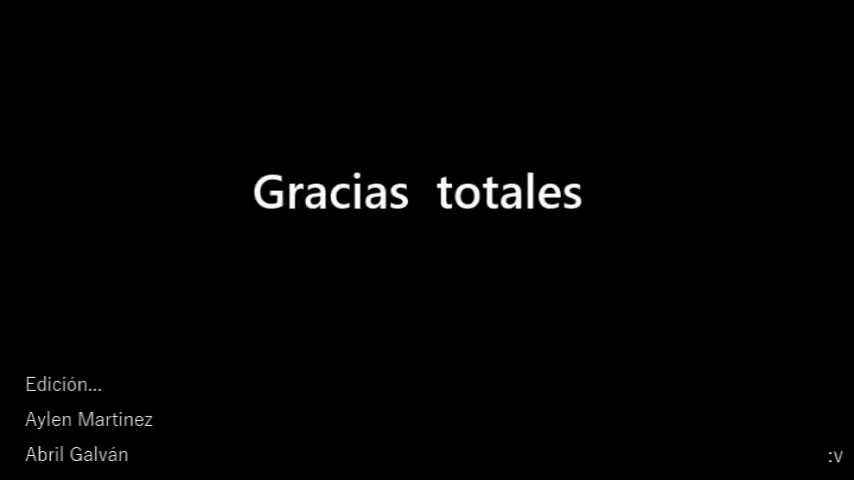 Gracias totales
Edición...
Aylen Martinez
Abril Galván
:v